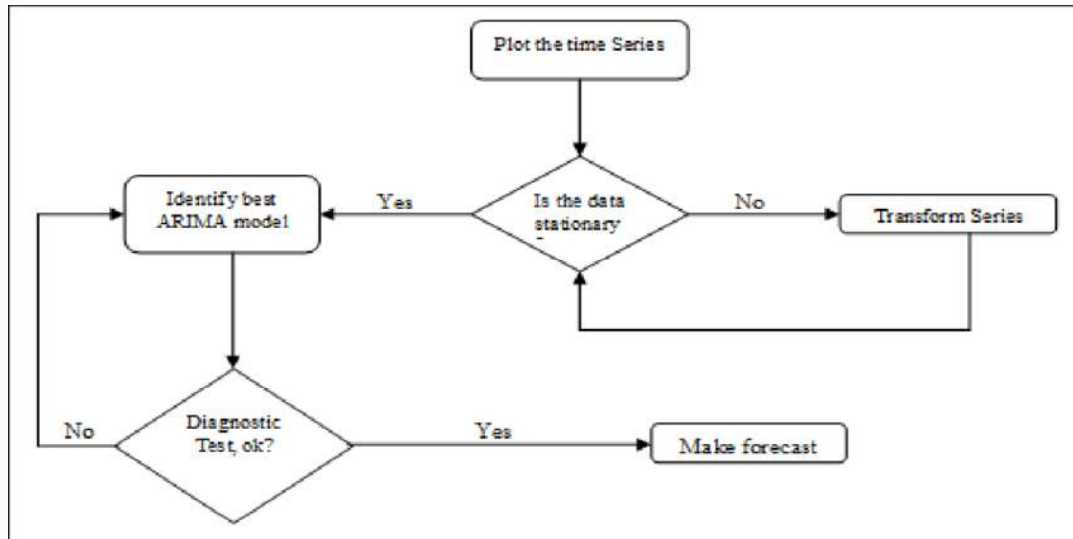 Plot the time Series
Is the data
stationary
Yes
No
Identify best
ARIMA model
Transform Series
Diagnostic
Test, ok?
No
Yes
Make forecast